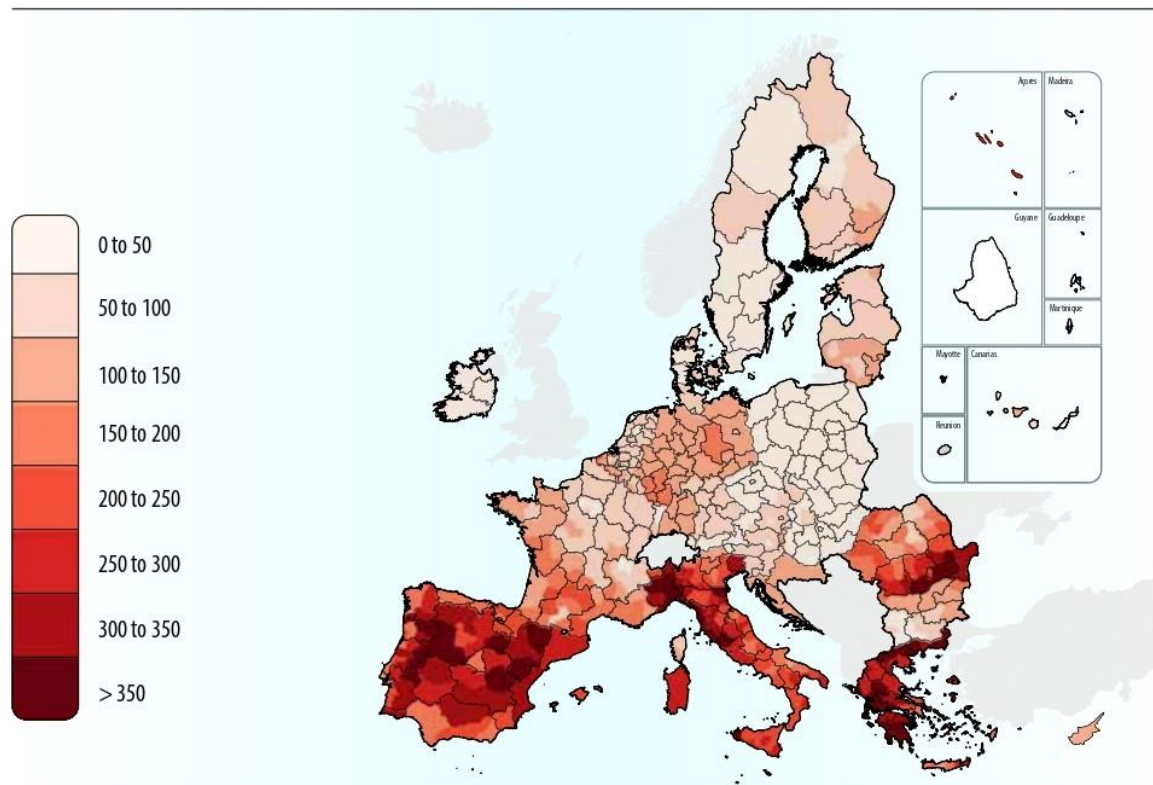 0 to 50
50 to 100
100 to 150
150 to 200
200 to 250
250 to 300
300 to 350
> 350
Açores
Madeira
Guyane
Guadeloupe
Martinique
Mayotte
Canarias
Reunion